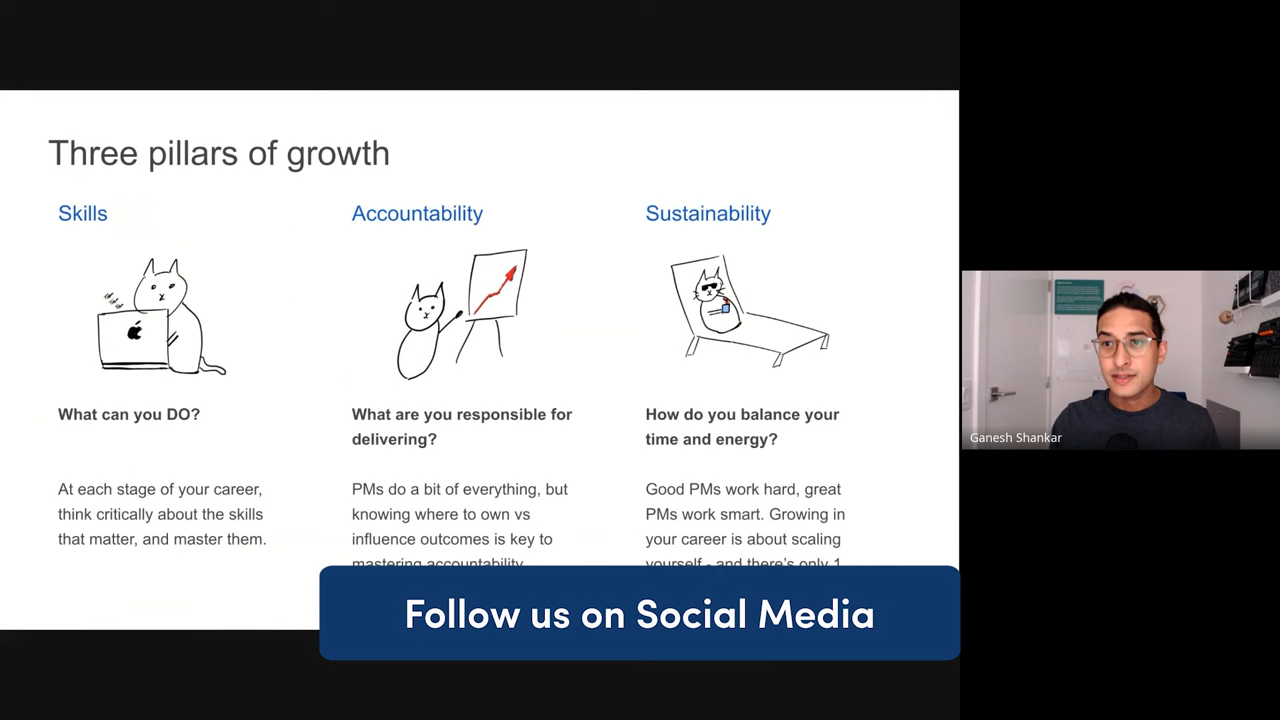 Three pillars of growth
Skills
What can you DO?
At each stage of your career,
think critically about the skills
that matter, and master them.
Accountability
What are you responsible for
delivering?
PMs do a bit of everything, but
knowing where to own vs
influence outcomes is key to
mastering accountability
Sustainability
How do you balance your
time and energy?
Good PMs work hard, great
PMs work smart. Growing in
your career is about scaling
yourself - and there's only 1
Follow us on Social Media
Ganesh Shankar